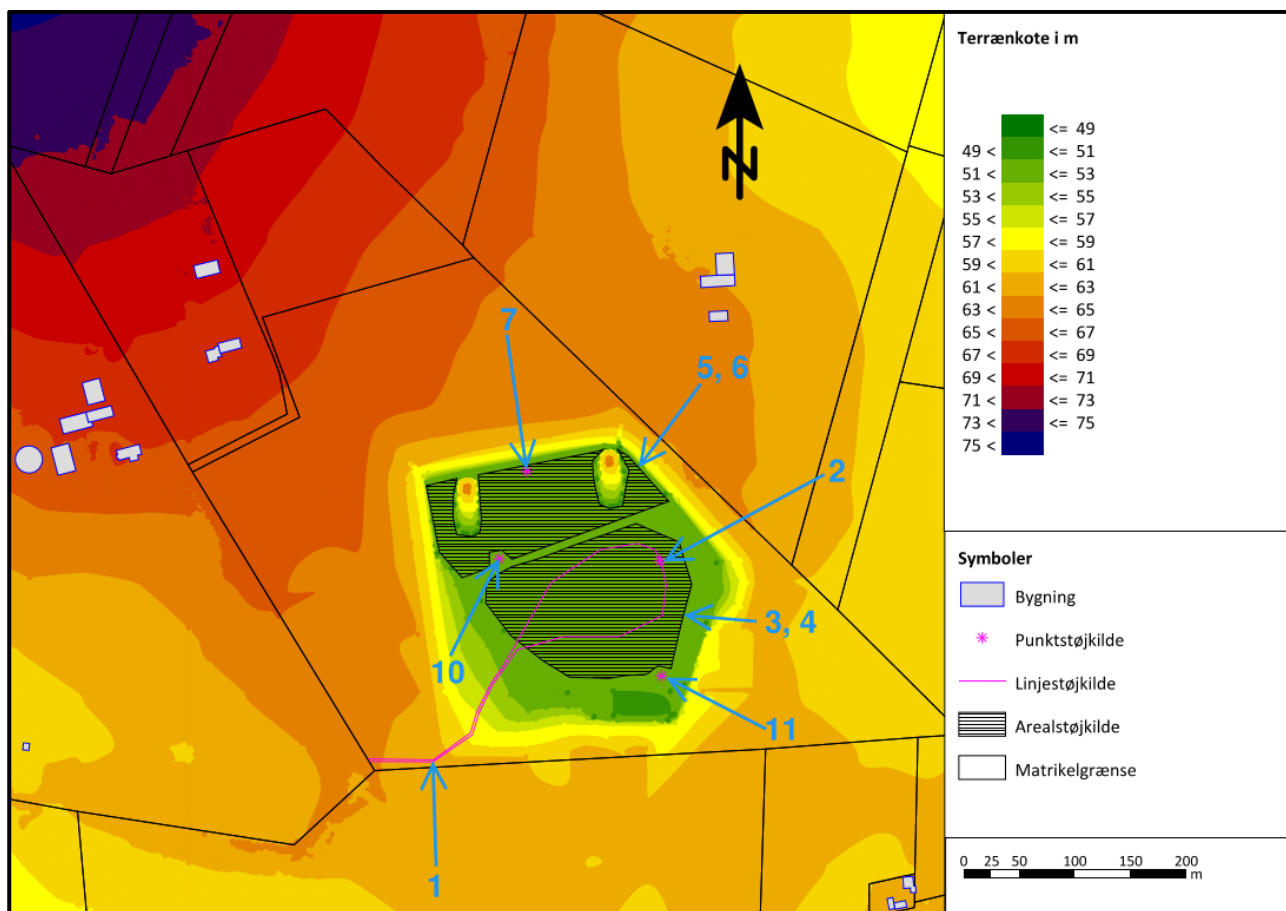 Terrænkote i m
<= 49
49 < <= 51
51 < <= 53
53 < <= 55
55 < <= 57
57 < <= 59
59 < <= 61
61 < <= 63
63 < <= 65
65 < <= 67
67 < <= 69
69 < <= 71
71 < <= 73
73 < <= 75
75 <
N
7
5, 6
2
3, 4
10
11
1
Symboler
Bygning
Punktstøjkilde
Linjestøjkilde
Arealstøjkilde
Matrikelgrænse
0 25 50 100 150 200
m